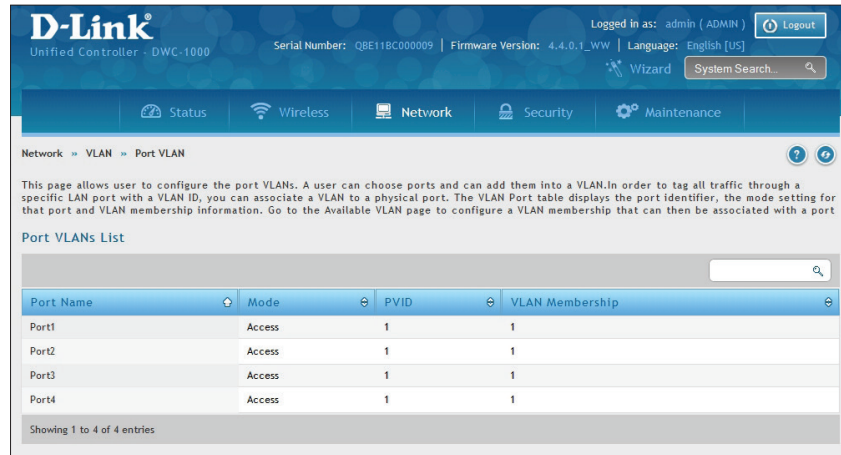 D-Link
Unified Controller - DWC-1000
Logged in as: admin ( ADMIN ) Logout
Serial Number: QBE11BC000009 | Firmware Version: 4.4.0.1_WW | Language: English [US]
Wizard System Search...
Status Wireless Network Security Maintenance
Network » VLAN » Port VLAN
This page allows user to configure the port VLANs. A user can choose ports and can add them into a VLAN.In order to tag all traffic through a
specific LAN port with a VLAN ID, you can associate a VLAN to a physical port. The VLAN Port table displays the port identifier, the mode setting for
that port and VLAN membership information. Go to the Available VLAN page to configure a VLAN membership that can then be associated with a port
Port VLANs List
Port Name Mode PVID VLAN Membership
Port1 Access 1 1
Port2 Access 1 1
Port3 Access 1 1
Port4 Access 1 1
Showing 1 to 4 of 4 entries